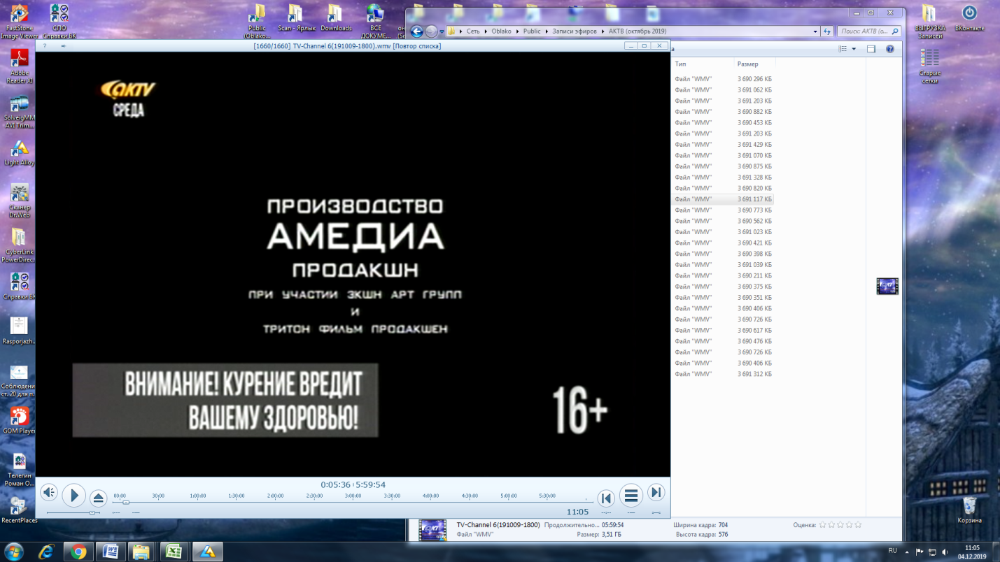 FastStone
Image Viewer
СПО
Справки БК
Public
(Oblako...
Scan - Ярлык
Downloads
ВСЕ
ДОКУМЕ...
ВЫГРУЗКА
Записей
ВКонтакте
Сеть ▸ Oblako ▸ Public ▸ Записи эфиров ▸ АКТВ (октябрь 2019)
Поиск: АКТВ (о...
[1660/1660] TV-Channel 6(191009-1800).wmv [Повтор списка]
Adobe
Reader XI
SolveigMM
AVI Trim...
Light Alloy
Сканер
Dr.Web
CyberLink
PowerDirec...
Справки БК
Rasporjazh...
Соблюдени
ст. 20 для п...
GOM Player
Телегин
Роман О...
RecentPlaces
Старые
сетки
Корзина
АКТV
СРЕДА
ПРОИЗВОДСТВО
АМЕДИА
ПРОДАКШН
ПРИ УЧАСТИИ ЭКШН АРТ ГРУПП
И
ТРИТОН ФИЛЬМ ПРОДАКШЕН
ВНИМАНИЕ! КУРЕНИЕ ВРЕДИТ
ВАШЕМУ ЗДОРОВЬЮ!
16+
Тип Размер
Файл "WMV" 3 690 296 КБ
Файл "WMV" 3 691 062 КБ
Файл "WMV" 3 691 203 КБ
Файл "WMV" 3 690 882 КБ
Файл "WMV" 3 690 453 КБ
Файл "WMV" 3 691 203 КБ
Файл "WMV" 3 691 429 КБ
Файл "WMV" 3 691 070 КБ
Файл "WMV" 3 690 875 КБ
Файл "WMV" 3 691 328 КБ
Файл "WMV" 3 690 820 КБ
Файл "WMV" 3 691 117 КБ
Файл "WMV" 3 690 773 КБ
Файл "WMV" 3 690 562 КБ
Файл "WMV" 3 691 023 КБ
Файл "WMV" 3 690 421 КБ
Файл "WMV" 3 690 398 КБ
Файл "WMV" 3 691 039 КБ
Файл "WMV" 3 690 211 КБ
Файл "WMV" 3 690 375 КБ
Файл "WMV" 3 690 351 КБ
Файл "WMV" 3 690 406 КБ
Файл "WMV" 3 690 726 КБ
Файл "WMV" 3 690 617 КБ
Файл "WMV" 3 690 476 КБ
Файл "WMV" 3 690 726 КБ
Файл "WMV" 3 690 406 КБ
Файл "WMV" 3 691 312 КБ
0:05:36 5:59:54
00:00 30:00 1:00:00 1:30:00 2:00:00 2:30:00 3:00:00 3:30:00 4:00:00 4:30:00 5:00:00 5:30:00
11:05
TV-Channel 6(191009-1800) Продолжительно... 05:59:54 Ширина кадра: 704 Оценка:
Файл "WMV" Размер: 3,51 ГБ Высота кадра: 576
RU
11:05
04.12.2019